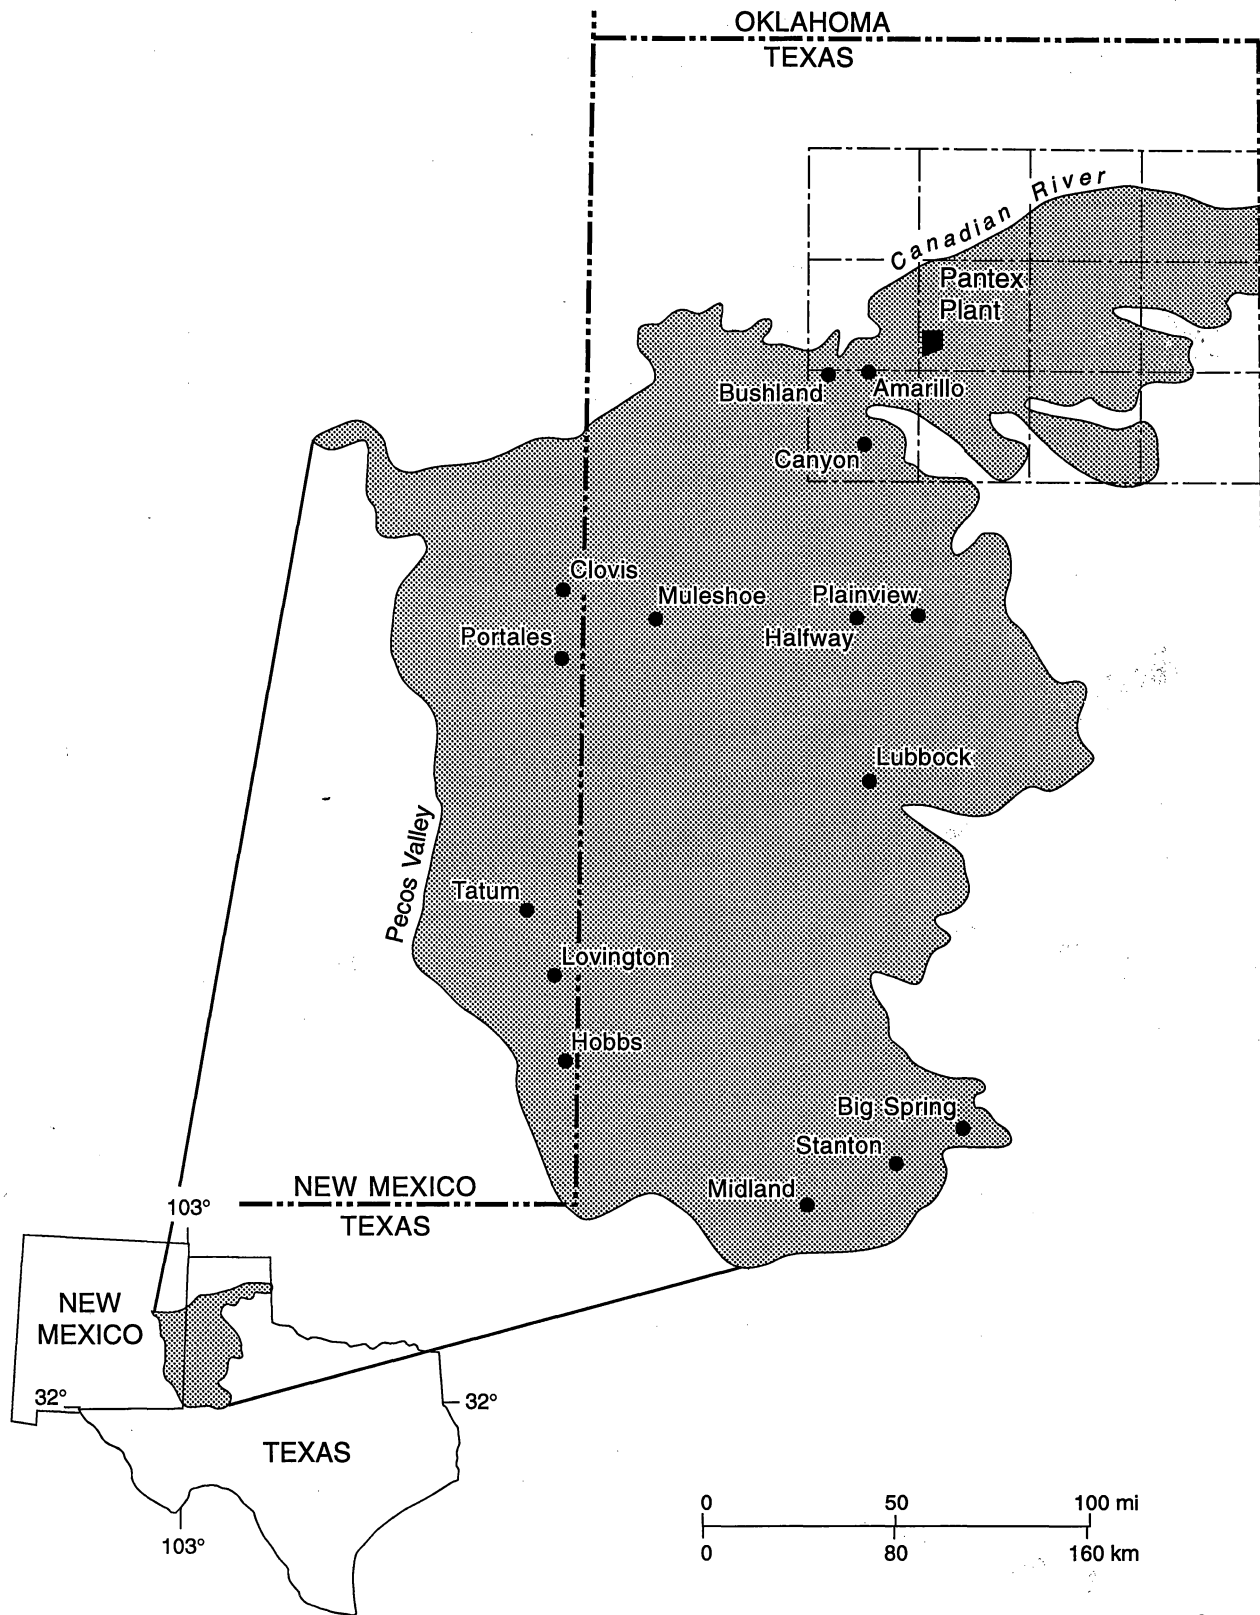 OKLAHOMA
TEXAS
Canadian River
Pantex
Plant
Bushland
Amarillo
Canyon
Clovis
Muleshoe
Plainview
Portales
Halfway
Lubbock
Pecos Valley
Tatum
Lovington
Hobbs
Big Spring
Stanton
Midland
NEW MEXICO
TEXAS
103°
NEW
MEXICO
32°
32°
TEXAS
103°
0 50 100 mi
0 80 160 km